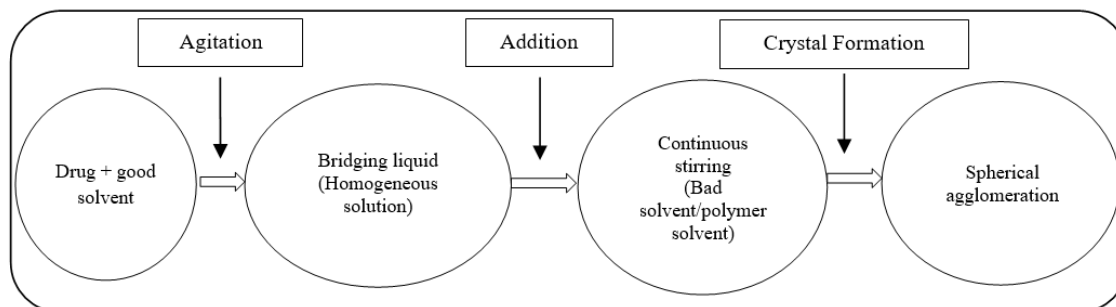 Agitation
Addition
Crystal Formation
Drug + good
solvent
Bridging liquid
(Homogeneous
solution)
Continuous
stirring
(Bad
solvent/polymer
solvent)
Spherical
agglomeration